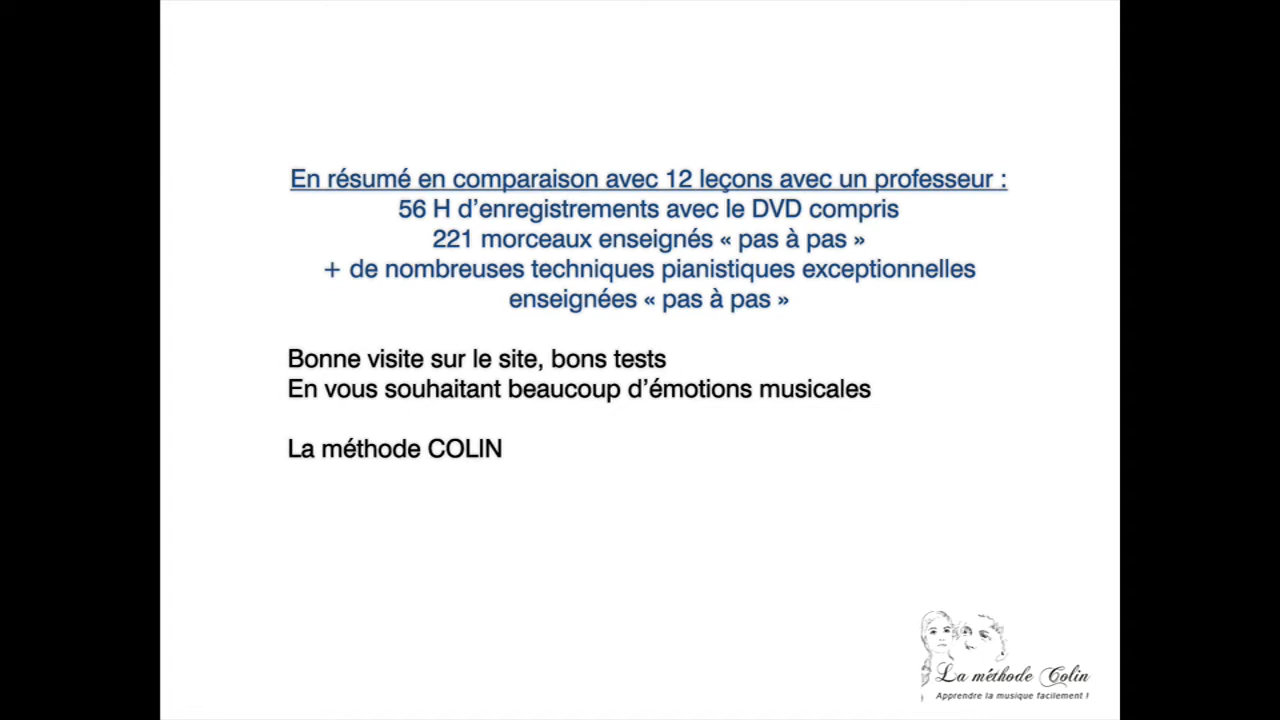 En résumé en comparaison avec 12 leçons avec un professeur :
56 H d’enregistrements avec le DVD compris
221 morceaux enseignés « pas à pas »
+ de nombreuses techniques pianistiques exceptionnelles
enseignées « pas à pas »
Bonne visite sur le site, bons tests
En vous souhaitant beaucoup d’émotions musicales
La méthode COLIN
La méthode Colin
Apprendre la musique facilement !